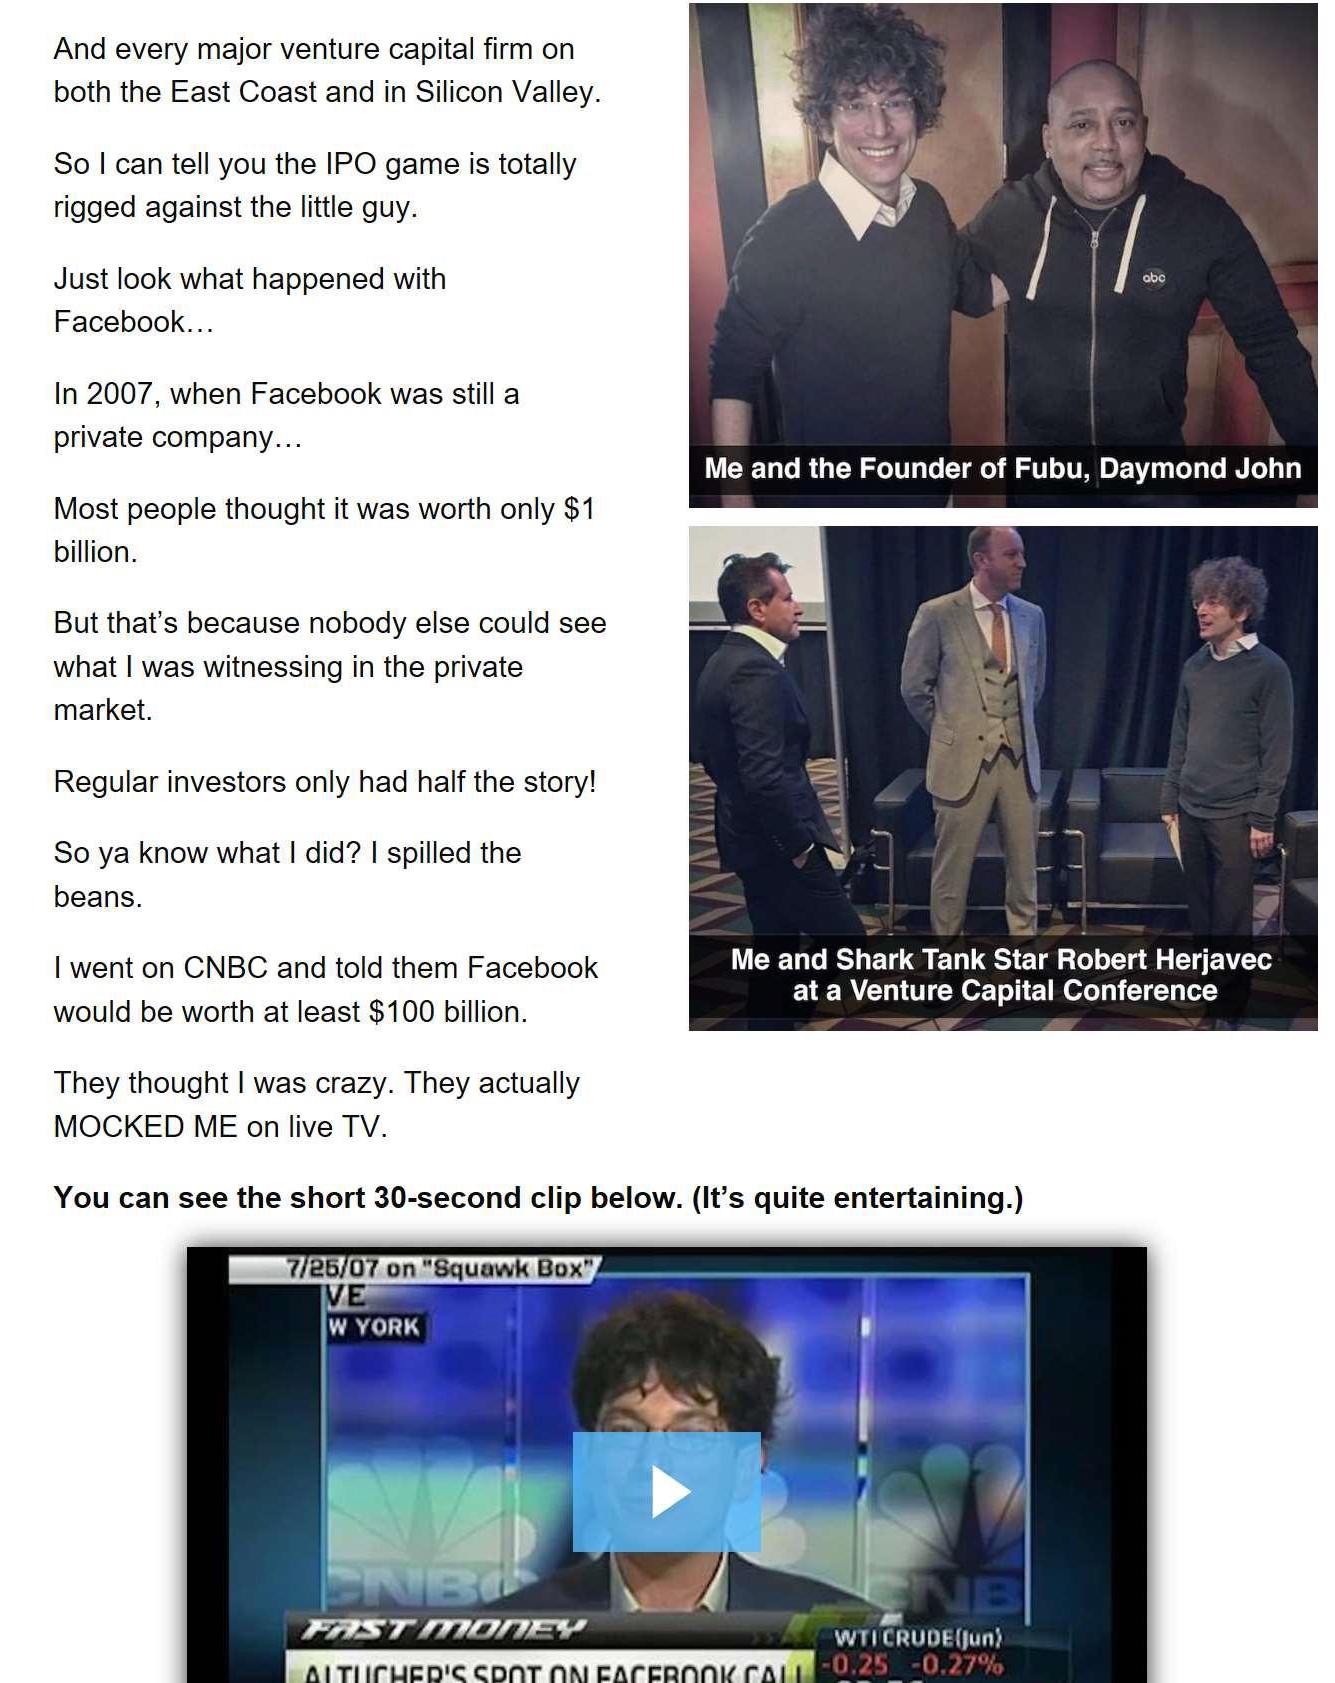 And every major venture capital firm on
both the East Coast and in Silicon Valley.
So I can tell you the IPO game is totally
rigged against the little guy.
Just look what happened with
Facebook…
In 2007, when Facebook was still a
private company…
Most people thought it was worth only $1
billion.
But that’s because nobody else could see
what I was witnessing in the private
market.
Regular investors only had half the story!
So ya know what I did? I spilled the
beans.
I went on CNBC and told them Facebook
would be worth at least $100 billion.
They thought I was crazy. They actually
MOCKED ME on live TV.
abc
Me and the Founder of Fubu, Daymond John
Me and Shark Tank Star Robert Herjavec
at a Venture Capital Conference
You can see the short 30-second clip below. (It’s quite entertaining.)
7/25/07 on "Squawk Box"
VE
W YORK
CNBC
CNB
FAST MONEY
WTI CRUDE(Jun)
ALTUCHER'S SPOT ON FACEBOOK CALL
-0.25 -0.27%